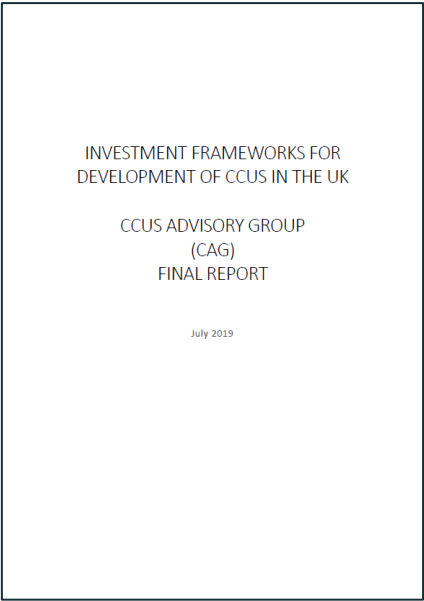 INVESTMENT FRAMEWORKS FOR
DEVELOPMENT OF CCUS IN THE UK
CCUS ADVISORY GROUP
(CAG)
FINAL REPORT
July 2019